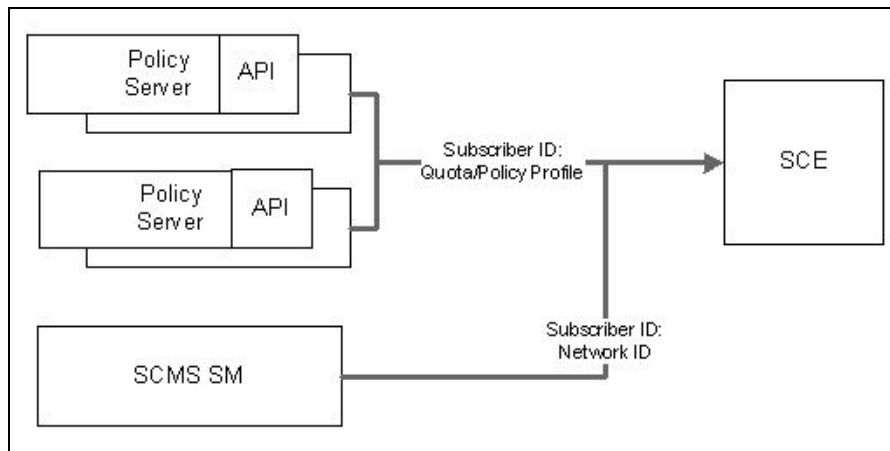 Policy
Server
API
Subscriber ID:
Quota/Policy Profile
SCE
Policy
Server
API
Subscriber ID:
Network ID
SCMS SM